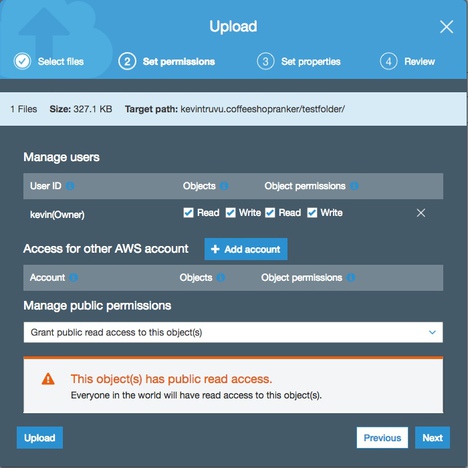 Upload
Select files
2 Set permissions
3 Set properties
4 Review
1 Files Size: 327.1 KB Target path: kevintruvu.coffeeshopranker/testfolder/
Manage users
User ID Objects Object permissions
kevin(Owner) Read Write Read Write
Access for other AWS account + Add account
Account Objects Object permissions
Manage public permissions
Grant public read access to this object(s)
This object(s) has public read access.
Everyone in the world will have read access to this object(s).
Upload Previous Next